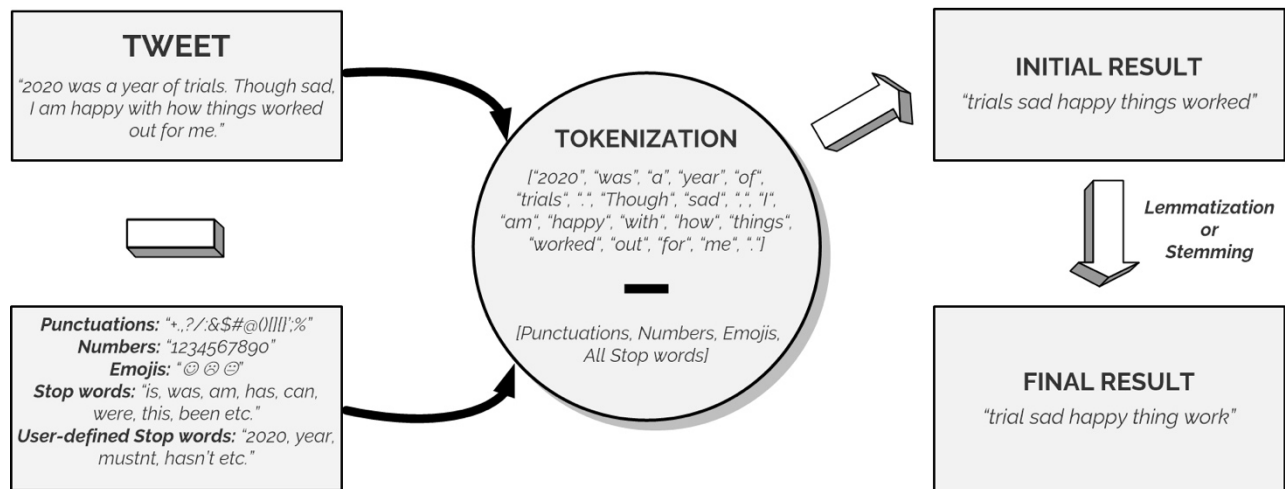 TWEET
“2020 was a year of trials. Though sad,
I am happy with how things worked
out for me.”
Punctuations: “+.,?/:&$#@()[][]’;%”
Numbers: “1234567890”
Emojis: “☺ ☹ 😐”
Stop words: “is, was, am, has, can,
were, this, been etc.”
User-defined Stop words: “2020, year,
mustnt, hasn’t etc.”
TOKENIZATION
[“2020”, “was”, “a”, “year”, “of“,
“trials“, “.“, “Though“, “sad“, “,“, “I“,
“am“, “happy“, “with“, “how“, “things“,
“worked“, “out“, “for“, “me“, “.“]
[Punctuations, Numbers, Emojis,
All Stop words]
INITIAL RESULT
“trials sad happy things worked”
Lemmatization
or
Stemming
FINAL RESULT
“trial sad happy thing work”